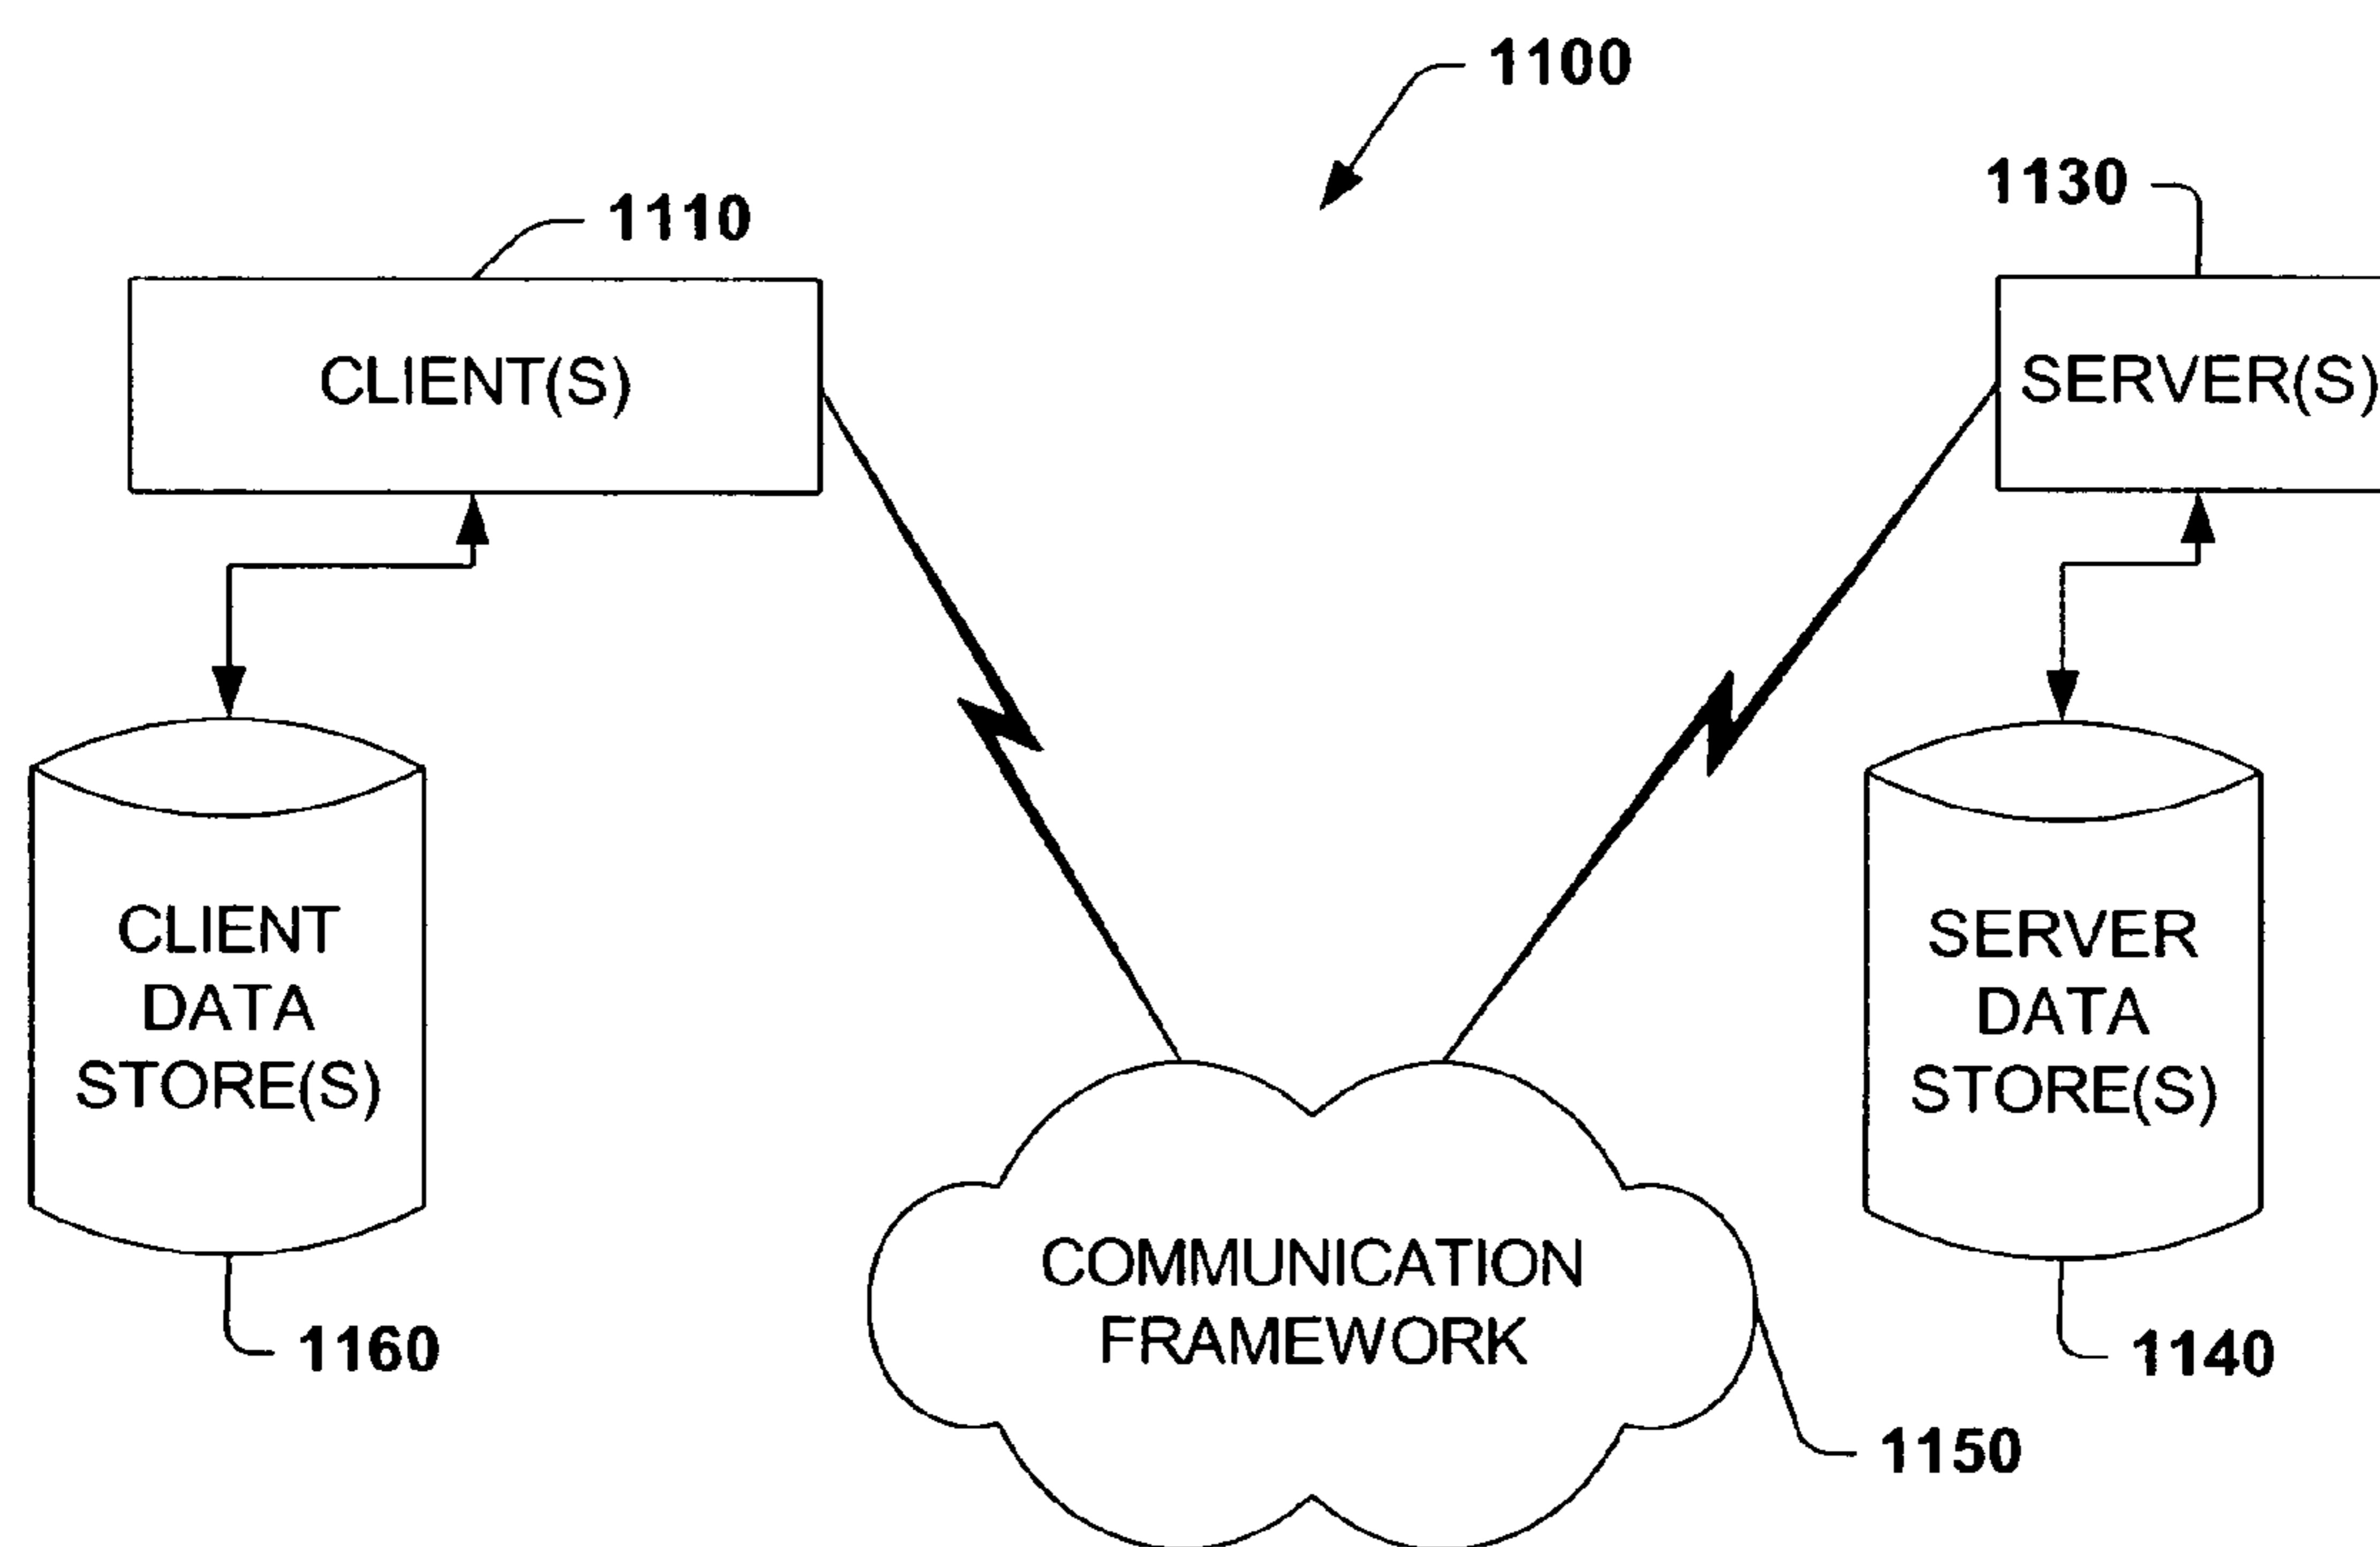 1100
1110
1130
CLIENT(S)
SERVER(S)
CLIENT
DATA
STORE(S)
SERVER
DATA
STORE(S)
COMMUNICATION
FRAMEWORK
1160
1140
1150